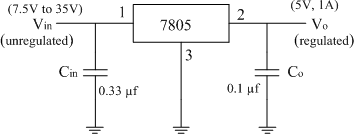 (7.5V to 35V)
(5V, 1A)
Vin
1
7805
2
Vo
(unregulated)
(regulated)
3
Cin
0.33 µf
0.1 µf
Co